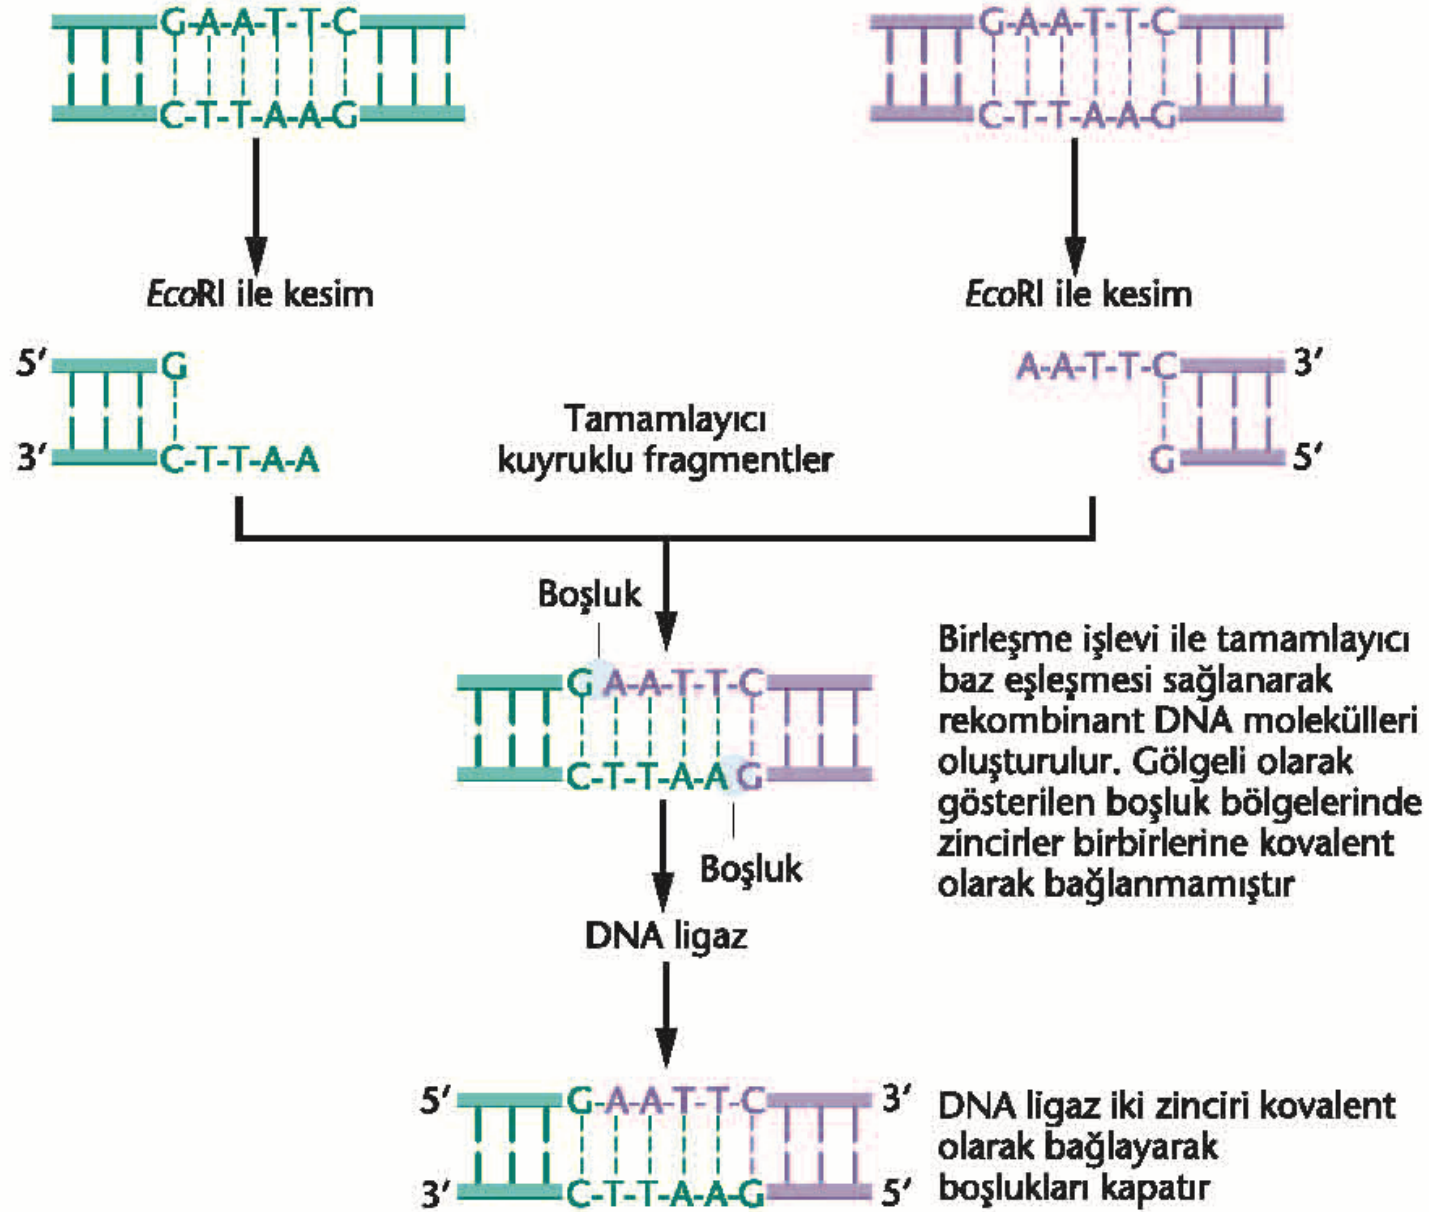 G-A-A-T-T-C
G-A-A-T-T-C
C-T-T-A-A-G
C-T-T-A-A-G
EcoRI ile kesim
EcoRI ile kesim
5′ G
A-A-T-T-C 3′
3′ C-T-T-A-A
G 5′
Tamamlayıcı
kuyruklu fragmentler
Boşluk
G A-A-T-T-C
C-T-T-A-A G
Boşluk
Birleşme işlevi ile tamamlayıcı
baz eşleşmesi sağlanarak
rekombinant DNA molekülleri
oluşturulur. Gölgeli olarak
gösterilen boşluk bölgelerinde
zincirler birbirlerine kovalent
olarak bağlanmamıştır
DNA ligaz
5′ G-A-A-T-T-C 3′
3′ C-T-T-A-A-G 5′
DNA ligaz iki zinciri kovalent
olarak bağlayarak
boşlukları kapatır